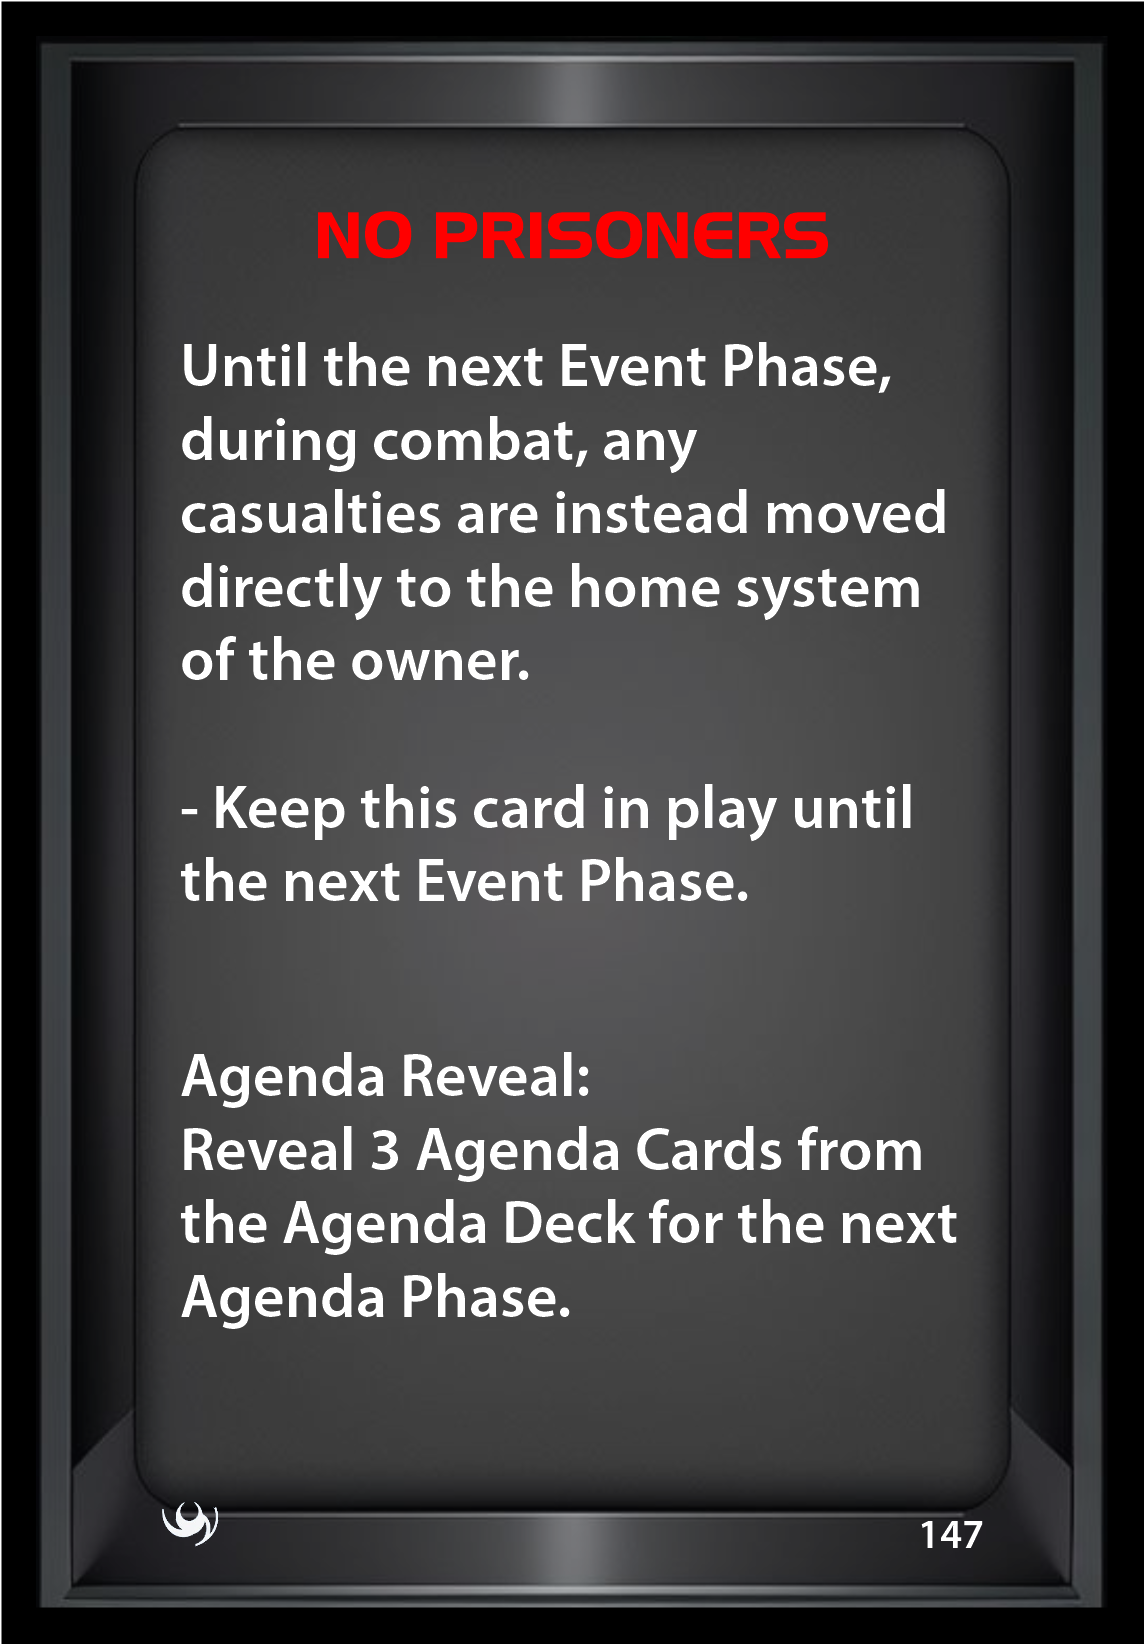 NO PRISONERS
Until the next Event Phase,
during combat, any
casualties are instead moved
directly to the home system
of the owner.
- Keep this card in play until
the next Event Phase.
Agenda Reveal:
Reveal 3 Agenda Cards from
the Agenda Deck for the next
Agenda Phase.
147